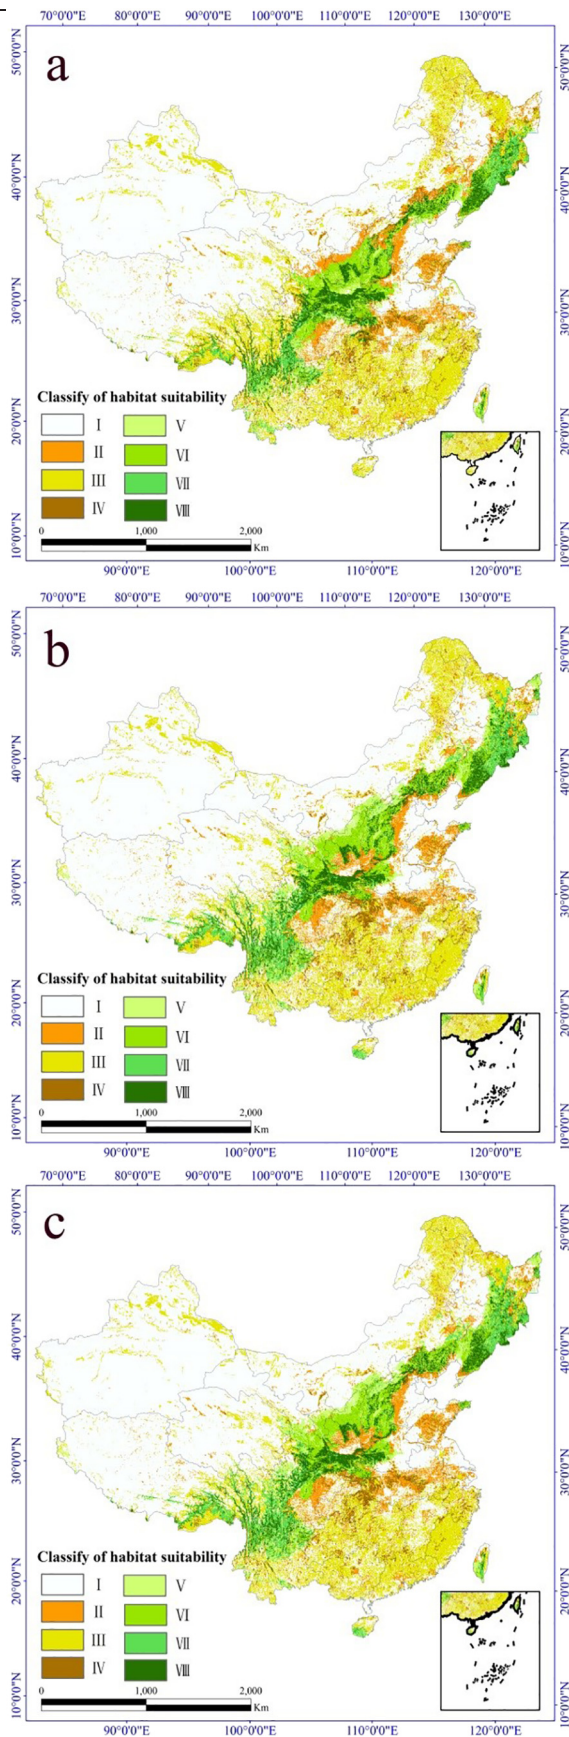 70°0'0"E 80°0'0"E 90°0'0"E 100°0'0"E 110°0'0"E 120°0'0"E 130°0'0"E
a
50°0'0"N 50°0'0"N
40°0'0"N 40°0'0"N
30°0'0"N 30°0'0"N
20°0'0"N 20°0'0"N
10°0'0"N 10°0'0"N
Classify of habitat suitability
I V
II VI
III VII
IV VIII
0 1,000 2,000
Km
90°0'0"E 100°0'0"E 110°0'0"E 120°0'0"E
70°0'0"E 80°0'0"E 90°0'0"E 100°0'0"E 110°0'0"E 120°0'0"E 130°0'0"E
b
50°0'0"N 50°0'0"N
40°0'0"N 40°0'0"N
30°0'0"N 30°0'0"N
20°0'0"N 20°0'0"N
10°0'0"N 10°0'0"N
Classify of habitat suitability
I V
II VI
III VII
IV VIII
0 1,000 2,000
Km
90°0'0"E 100°0'0"E 110°0'0"E 120°0'0"E
70°0'0"E 80°0'0"E 90°0'0"E 100°0'0"E 110°0'0"E 120°0'0"E 130°0'0"E
c
50°0'0"N 50°0'0"N
40°0'0"N 40°0'0"N
30°0'0"N 30°0'0"N
20°0'0"N 20°0'0"N
10°0'0"N 10°0'0"N
Classify of habitat suitability
I V
II VI
III VII
IV VIII
0 1,000 2,000
Km
90°0'0"E 100°0'0"E 110°0'0"E 120°0'0"E